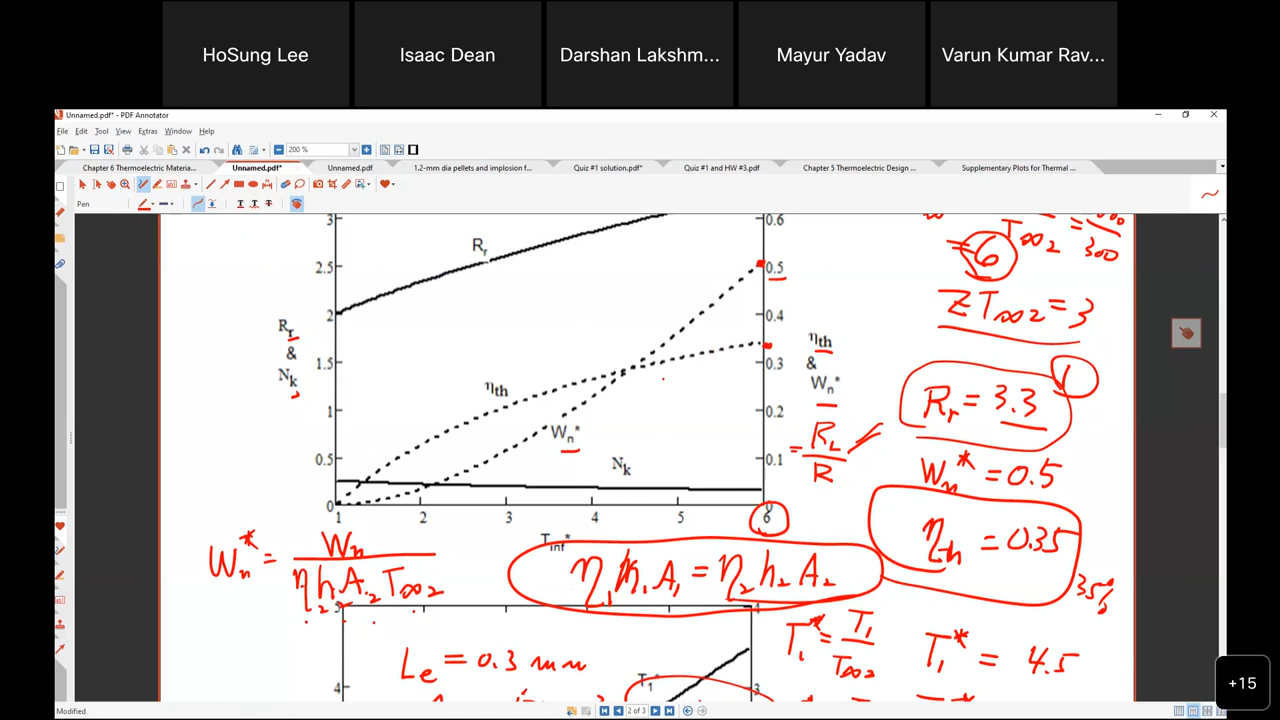 HoSung Lee
Isaac Dean
Darshan Lakshm...
Mayur Yadav
Varun Kumar Rav...
Unnamed.pdf* - PDF Annotator
File Edit Tool View Extras Window Help
200 %
Chapter 6 Thermoelectric Materia...
Unnamed.pdf*
Unnamed.pdf
1.2-mm dia pellets and implosion f...
Quiz #1 solution.pdf*
Quiz #1 and HW #3.pdf
Chapter 5 Thermoelectric Design ...
Supplementary Plots for Thermal ...
Pen
3
2.5
2
1.5
1
0.5
0
0.6
0.5
0.4
0.3
0.2
0.1
0
Rr
Rr
&
Nk
ηth
Wn*
Nk
ηth
&
Wn*
1 2 3 4 5 6
Tinf*
T∞2
300
= 6
ZT∞2 = 3
1
Rr = 3.3
= RL/R
Wn* = 0.5
ηth = 0.35
35%
Wn* = Wn / η2h2A2T∞2
η1h1A1 = η2h2A2
T1* = T1/T∞2
T1* = 4.5
Le = 0.3 mm
4
T1*
3
Modified
2 of 3
+15